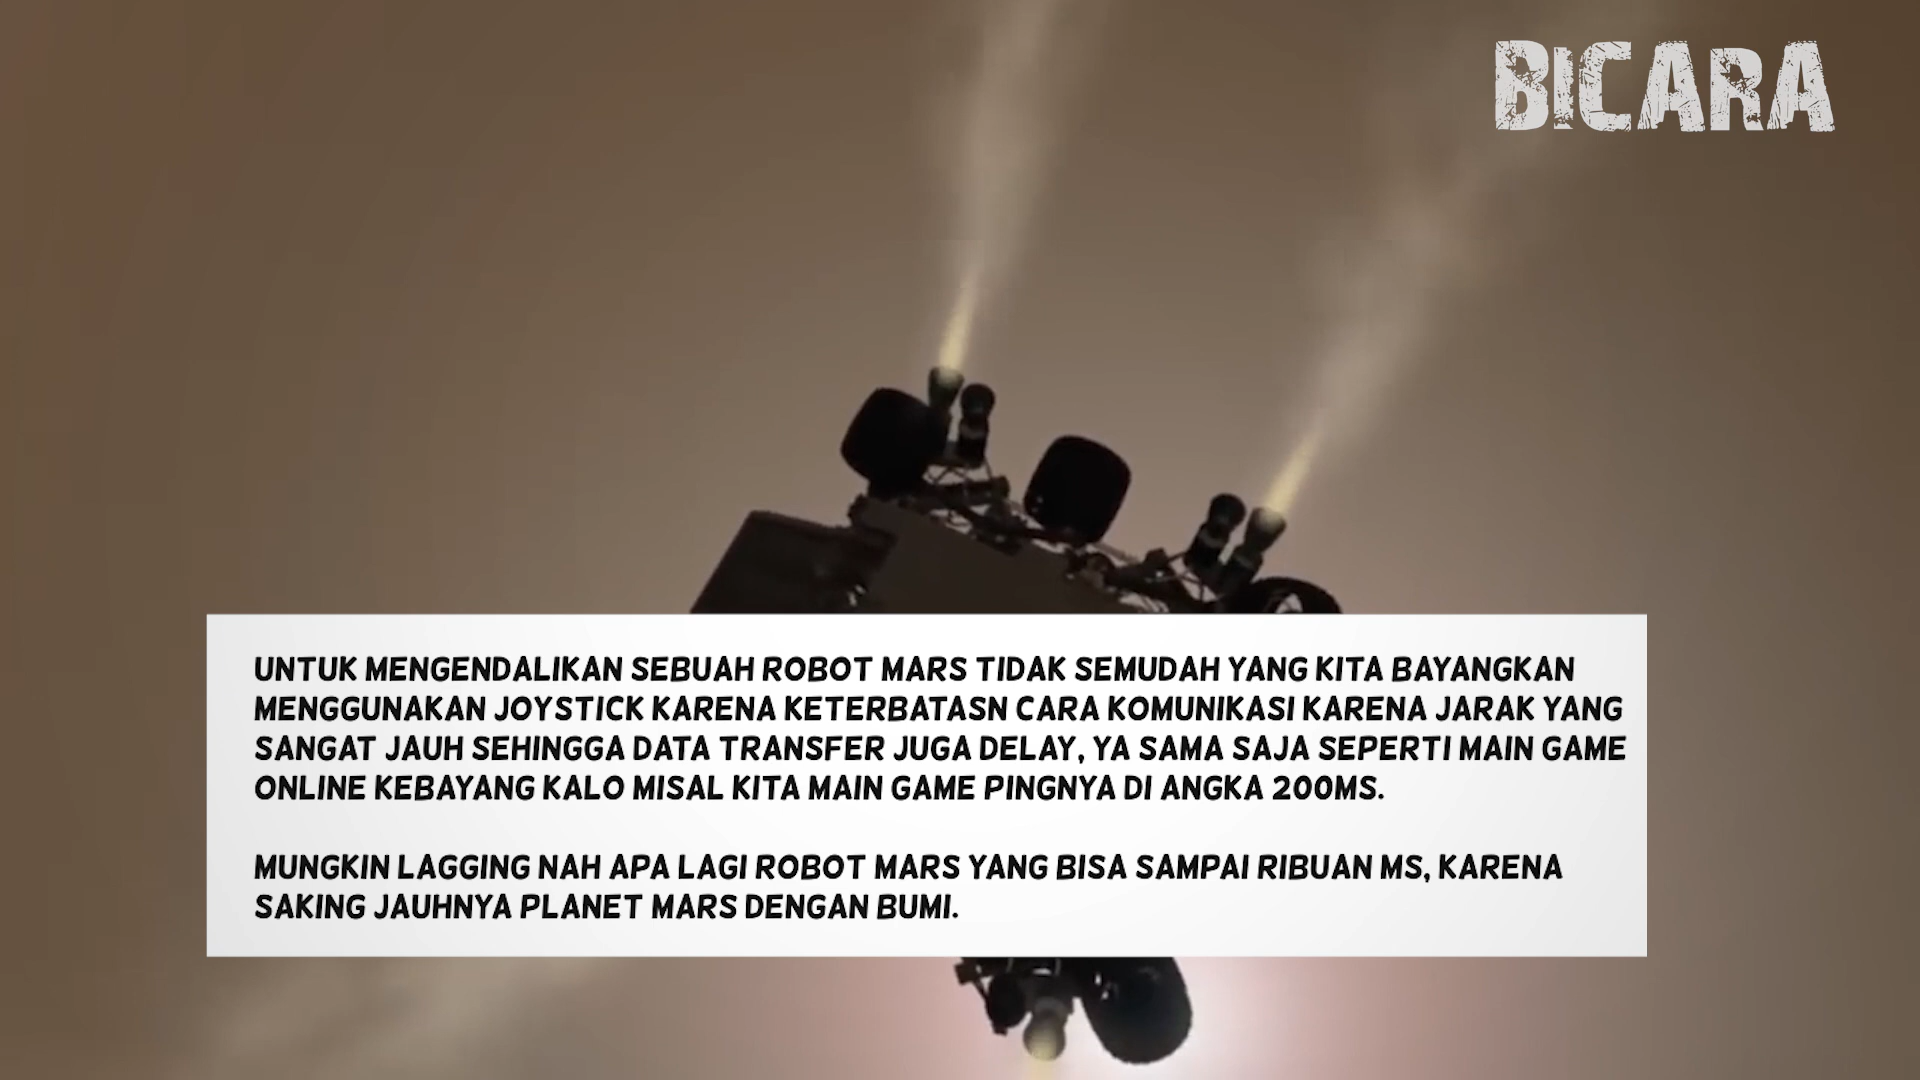 BICARA
UNTUK MENGENDALIKAN SEBUAH ROBOT MARS TIDAK SEMUDAH YANG KITA BAYANGKAN
MENGGUNAKAN JOYSTICK KARENA KETERBATASN CARA KOMUNIKASI KARENA JARAK YANG
SANGAT JAUH SEHINGGA DATA TRANSFER JUGA DELAY, YA SAMA SAJA SEPERTI MAIN GAME
ONLINE KEBAYANG KALO MISAL KITA MAIN GAME PINGNYA DI ANGKA 200MS.
MUNGKIN LAGGING NAH APA LAGI ROBOT MARS YANG BISA SAMPAI RIBUAN MS, KARENA
SAKING JAUHNYA PLANET MARS DENGAN BUMI.